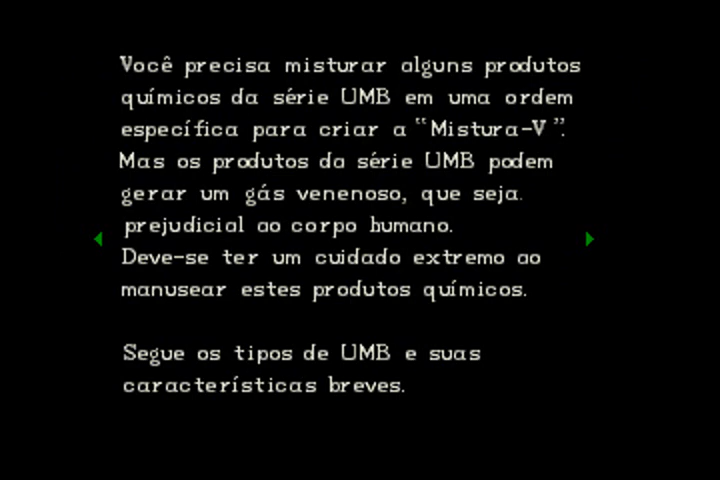 Você precisa misturar alguns produtos
químicos da série UMB em uma ordem
específica para criar a “Mistura-V”.
Mas os produtos da série UMB podem
gerar um gás venenoso, que seja
prejudicial ao corpo humano.
Deve-se ter um cuidado extremo ao
manusear estes produtos químicos.
Segue os tipos de UMB e suas
características breves.